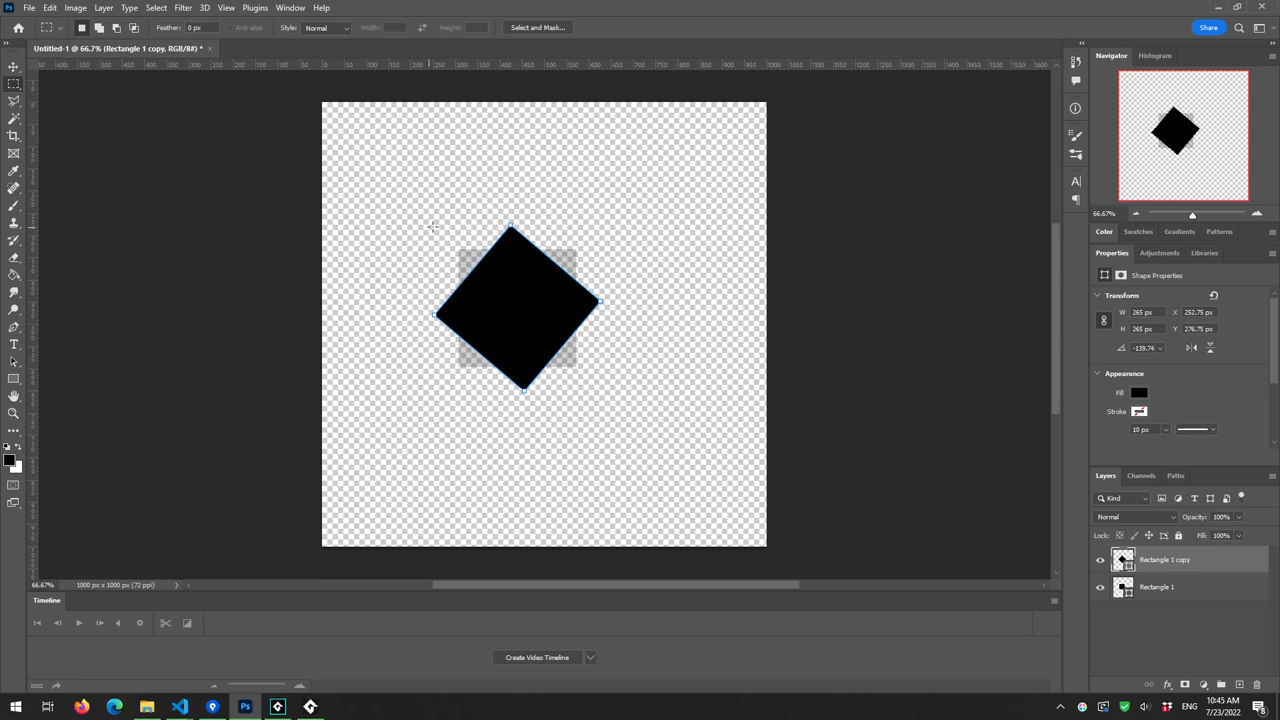 Ps File Edit Image Layer Type Select Filter 3D View Plugins Window Help
Feather: 0 px Anti-alias Style: Normal Width: Height: Select and Mask... Share
Untitled-1 @ 66.7% (Rectangle 1 copy, RGB/8#) * ×
Navigator Histogram
66.67%
Color Swatches Gradients Patterns
Properties Adjustments Libraries
Shape Properties
Transform
W 265 px X 252.75 px
H 265 px Y 276.75 px
-139.74
Appearance
Fill
Stroke
10 px
Layers Channels Paths
Kind
Normal Opacity: 100%
Lock: Fill: 100%
Rectangle 1 copy
Rectangle 1
66.67% 1000 px x 1000 px (72 ppi)
Timeline
Create Video Timeline
Ps
ENG 10:45 AM
7/23/2022
8